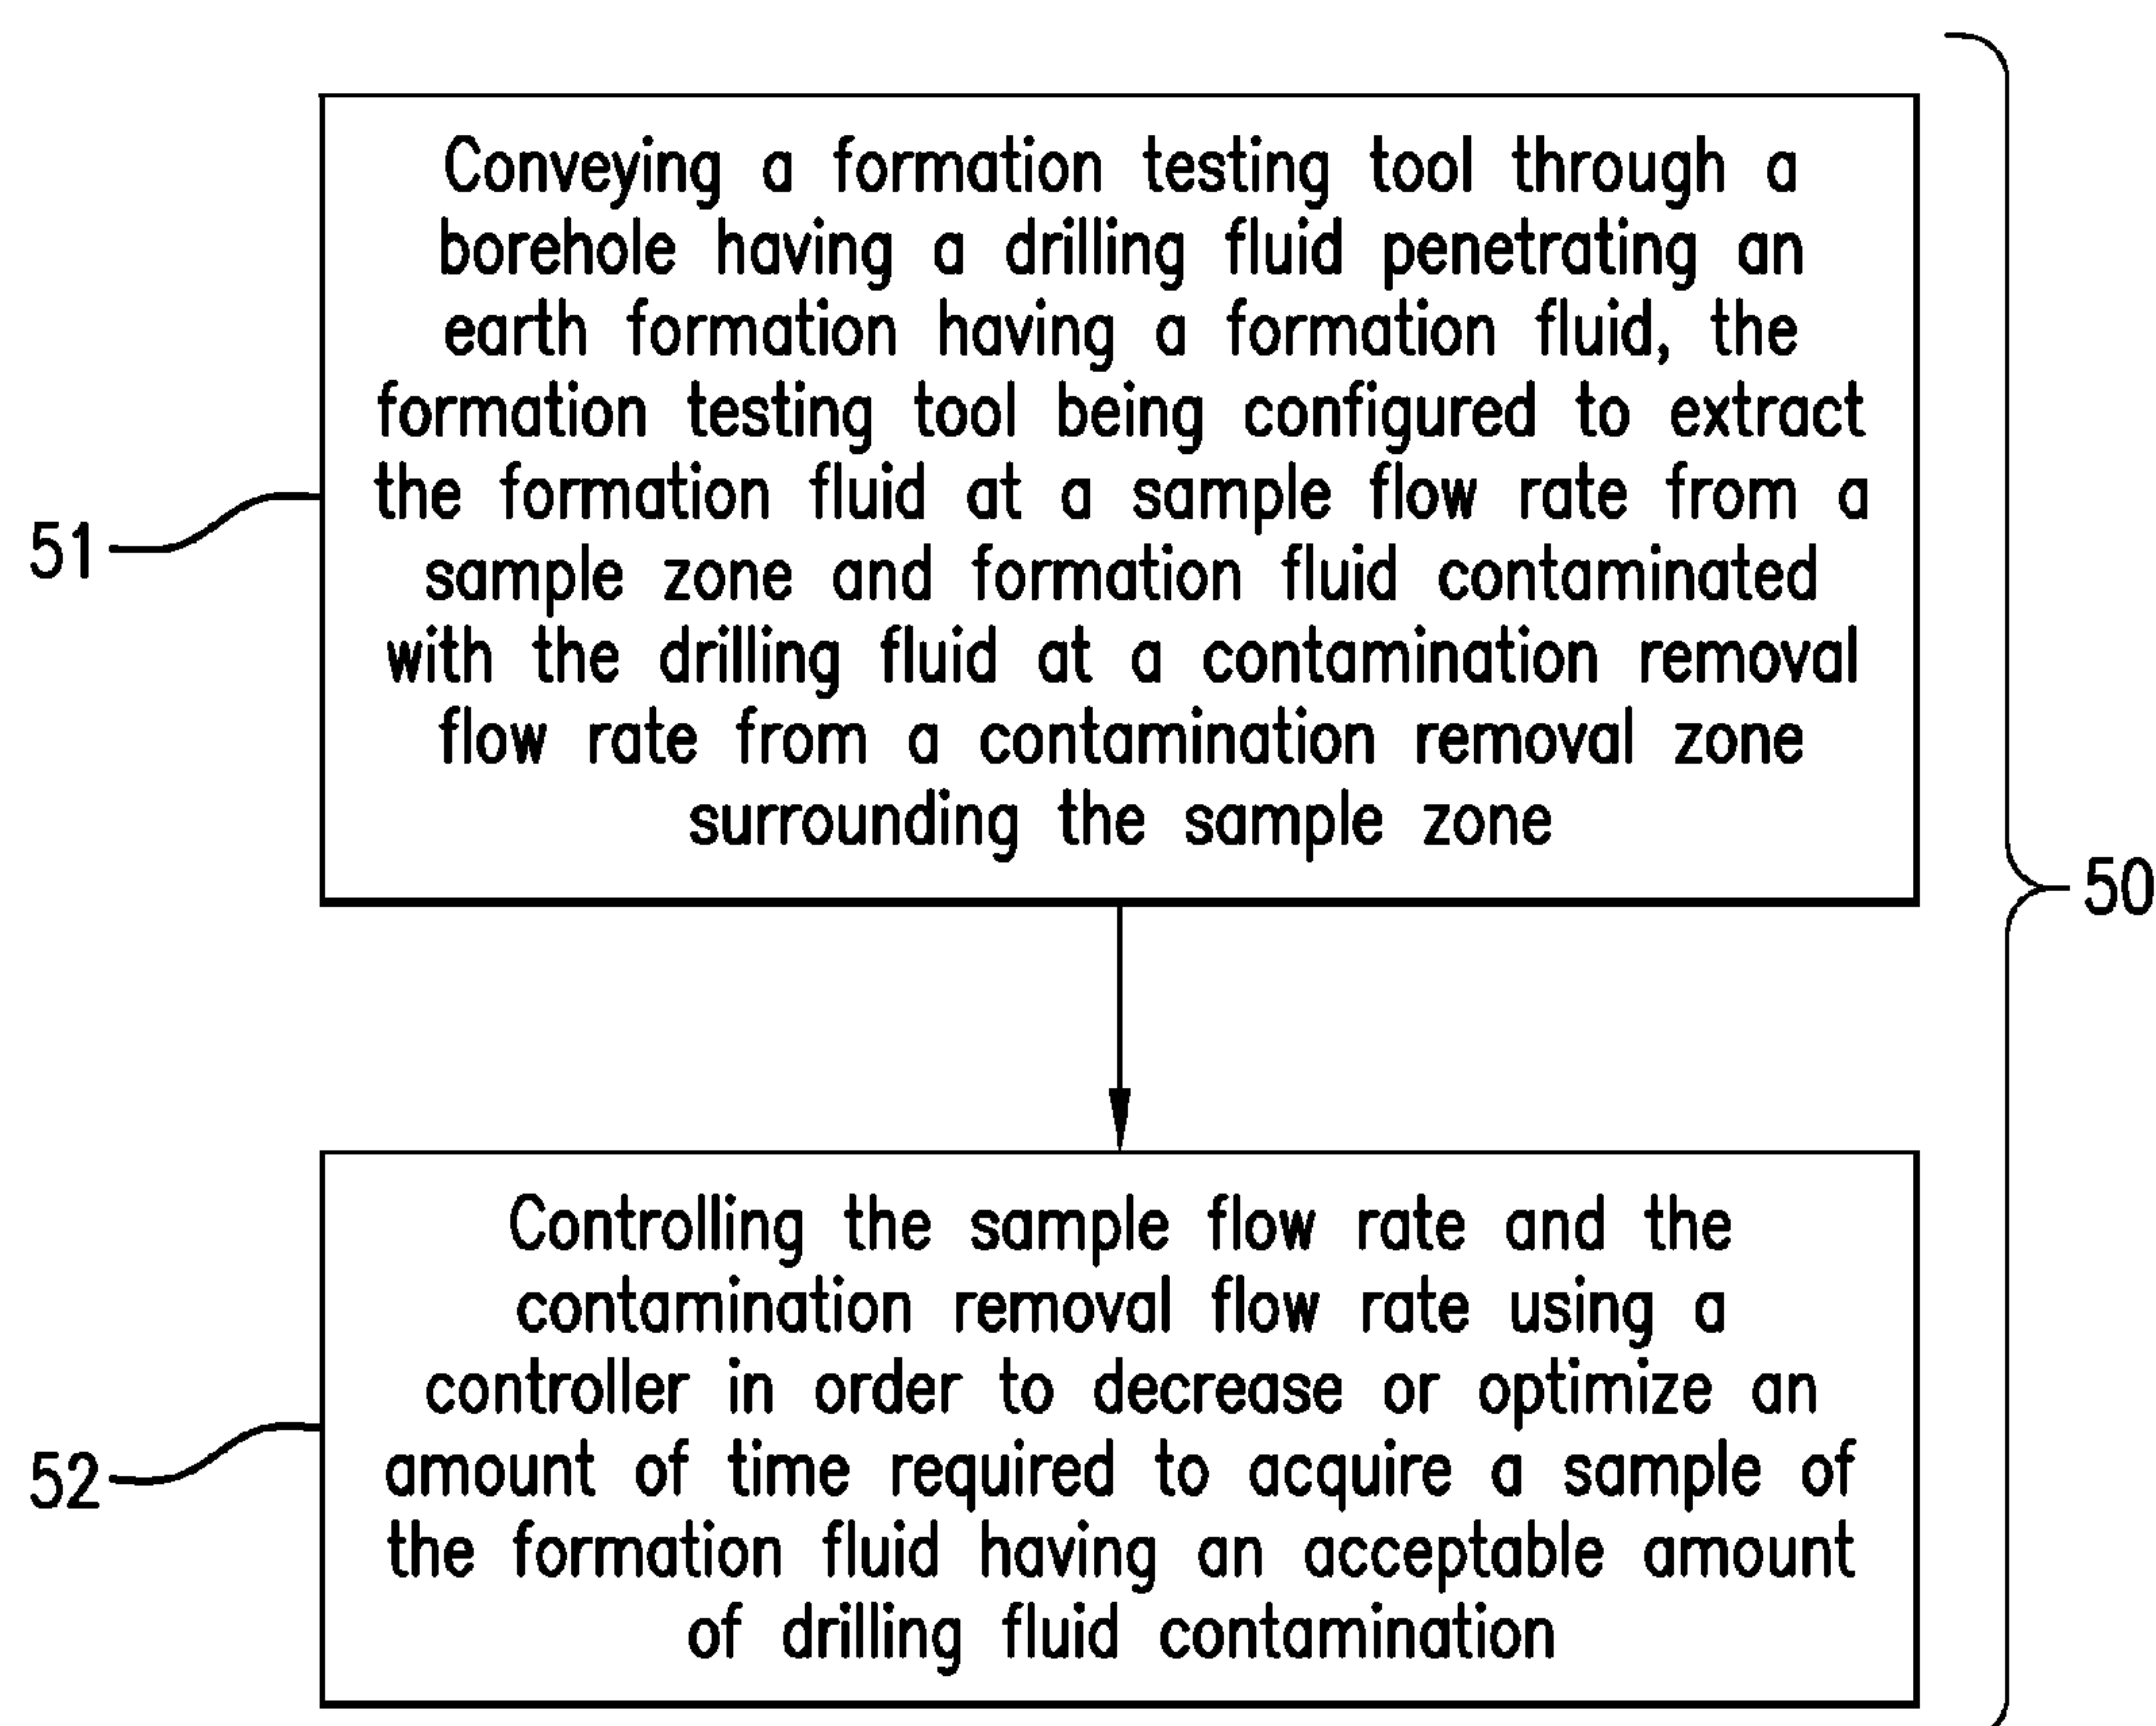 Conveying a formation testing tool through a
borehole having a drilling fluid penetrating an
earth formation having a formation fluid, the
formation testing tool being configured to extract
the formation fluid at a sample flow rate from a
sample zone and formation fluid contaminated
with the drilling fluid at a contamination removal
flow rate from a contamination removal zone
surrounding the sample zone
51
50
Controlling the sample flow rate and the
contamination removal flow rate using a
controller in order to decrease or optimize an
amount of time required to acquire a sample of
the formation fluid having an acceptable amount
of drilling fluid contamination
52